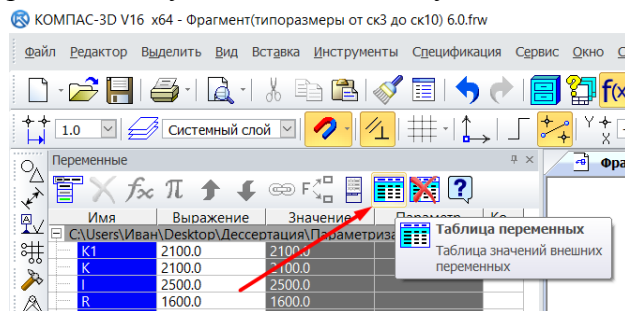 КОМПАС-3D V16 x64 - Фрагмент(типоразмеры от ск3 до ск10) 6.0.frw
Файл Редактор Выделить Вид Вставка Инструменты Спецификация Сервис Окно С
f(x
1.0 Системный слой
Переменные
Фра
Имя Выражение Значение Параметр Ко
C:\Users\Иван\Desktop\Дессертация\Параметриза
K1 2100.0 2100.0
K 2100.0 2100.0
I 2500.0 2500.0
R 1600.0 1600.0
Таблица переменных
Таблица значений внешних
переменных